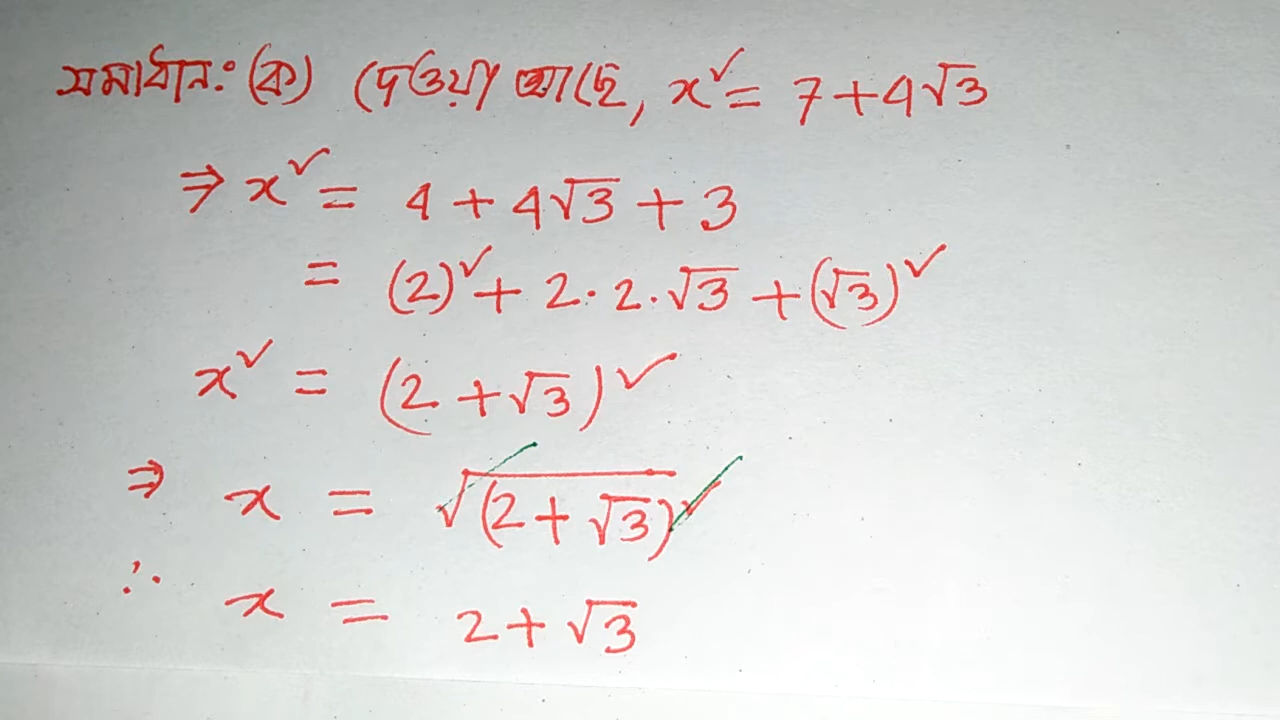 সমাধান: (ক) দেওয়া আছে, x² = 7 + 4√3
⇒ x² = 4 + 4√3 + 3
= (2)² + 2·2·√3 + (√3)²
x² = (2 + √3)²
⇒ x = √(2 + √3)²
∴ x = 2 + √3